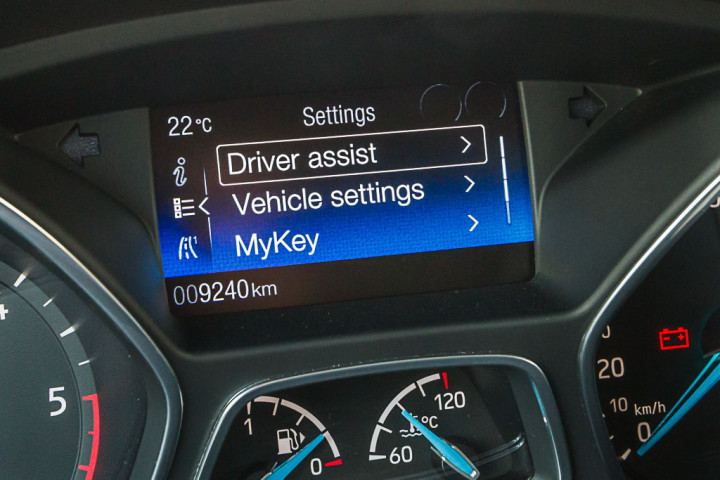 Settings
22°C
Driver assist
Vehicle settings
MyKey
009240km
5
1
0
°C
120
60
20
10
km/h
0